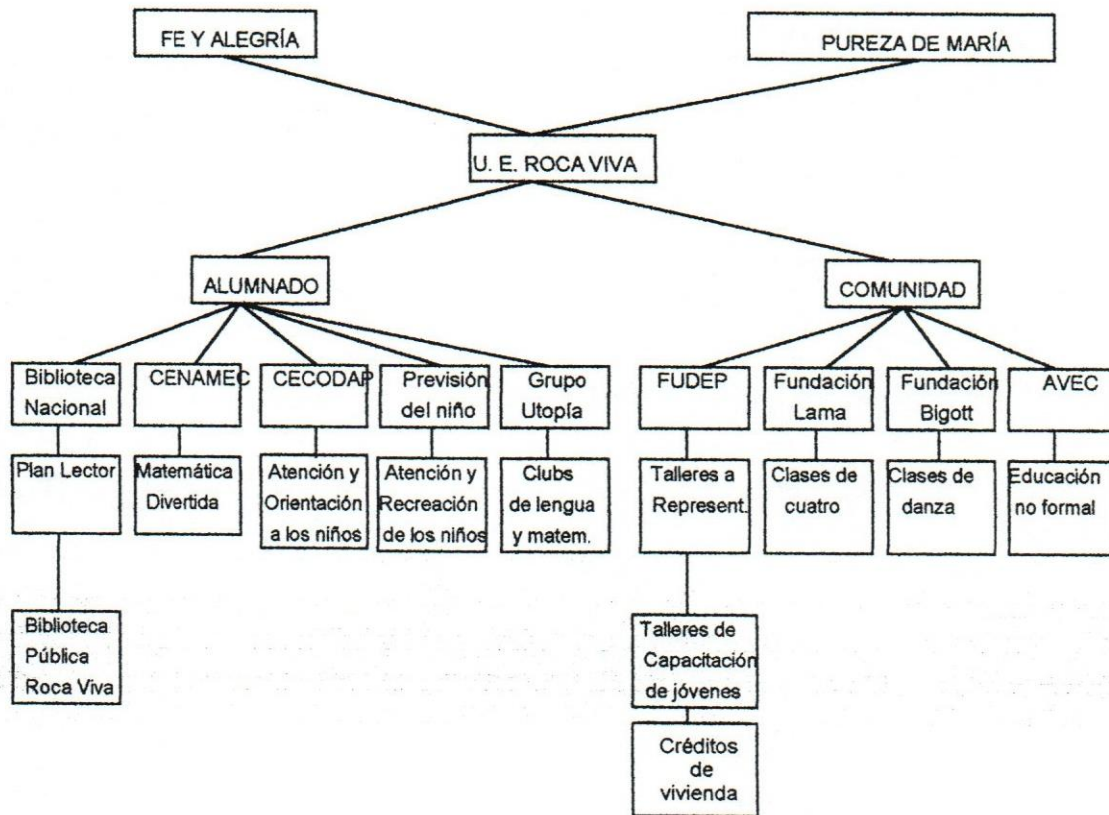 FE Y ALEGRÍA
PUREZA DE MARÍA
U. E. ROCA VIVA
ALUMNADO
COMUNIDAD
Biblioteca
Nacional
CENAMEC
CECODAP
Previsión
del niño
Grupo
Utopía
FUDEP
Fundación
Lama
Fundación
Bigott
AVEC
Plan Lector
Matemática
Divertida
Atención y
Orientación
a los niños
Atención y
Recreación
de los niños
Clubs
de lengua
y matem.
Talleres a
Represent.
Clases de
cuatro
Clases de
danza
Educación
no formal
Biblioteca
Pública
Roca Viva
Talleres de
Capacitación
de jóvenes
Créditos
de
vivienda